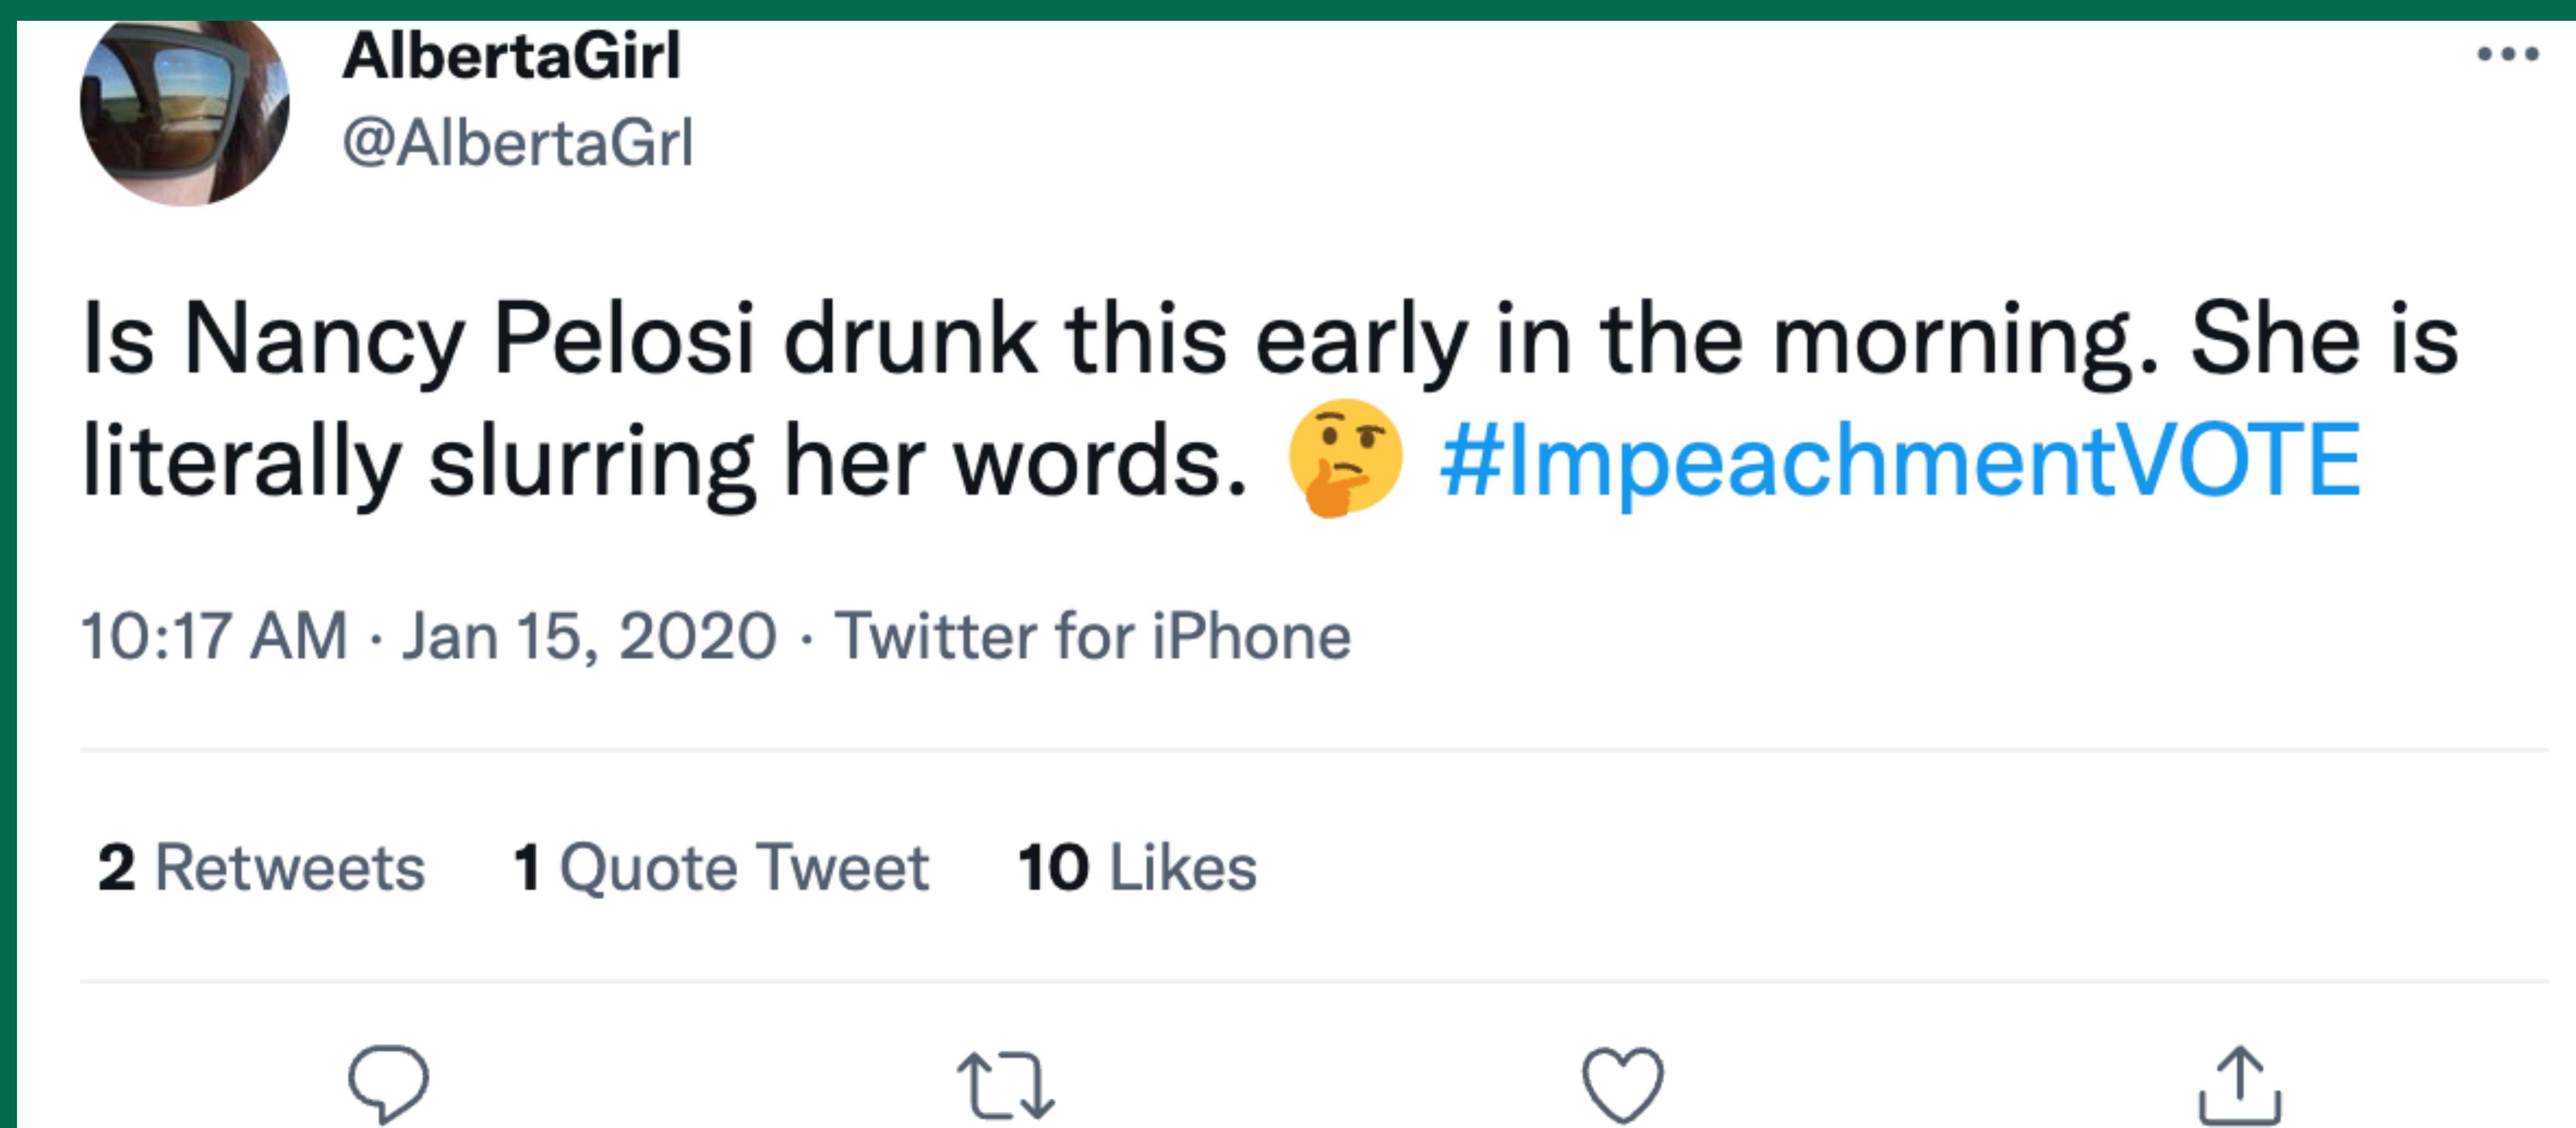 AlbertaGirl
@AlbertaGrl
Is Nancy Pelosi drunk this early in the morning. She is
literally slurring her words. 🤔 #ImpeachmentVOTE
10:17 AM · Jan 15, 2020 · Twitter for iPhone
2 Retweets 1 Quote Tweet 10 Likes